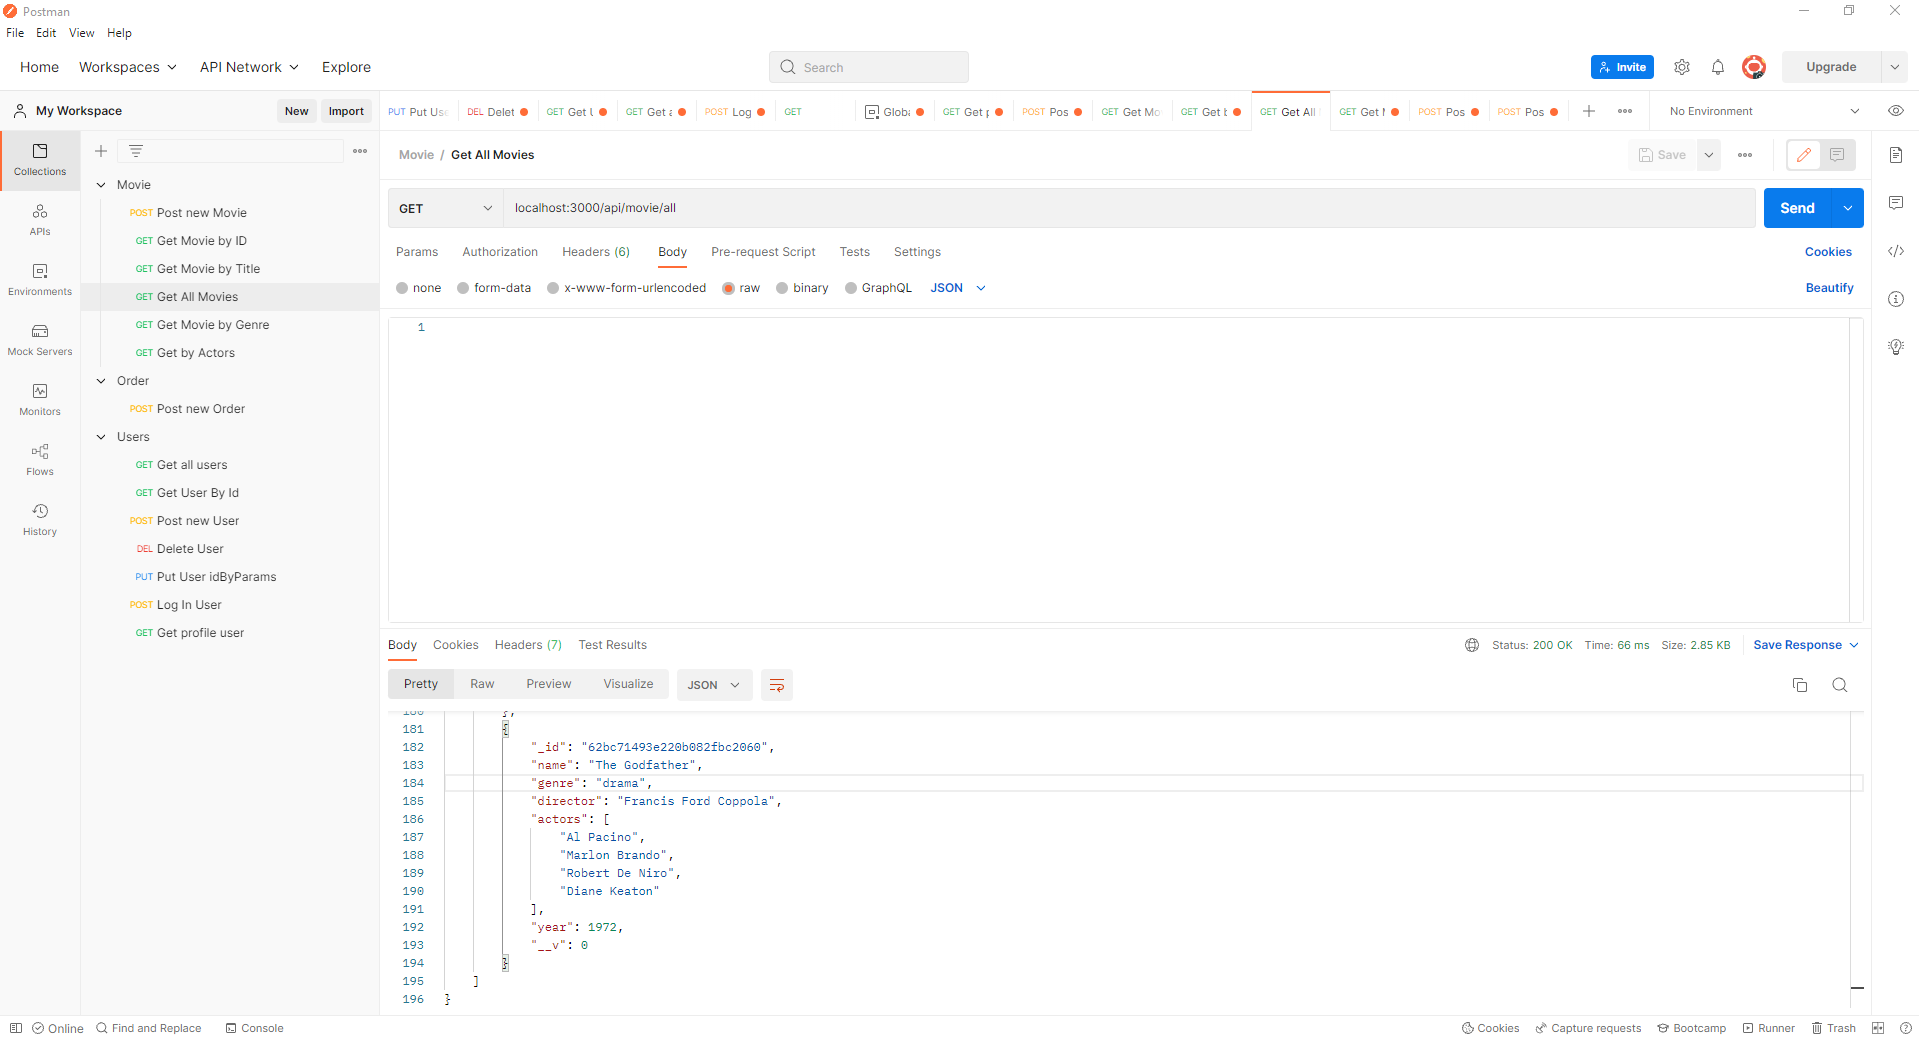 Postman
File Edit View Help
Home Workspaces API Network Explore Search Invite Upgrade
My Workspace New Import
PUT Put Use DEL Delet GET Get U GET Get a POST Log GET Globa GET Get p POST Pos GET Get Mo GET Get b GET Get All GET Get M POST Pos POST Pos No Environment
Collections
APIs
Environments
Mock Servers
Monitors
Flows
History
Movie
POST Post new Movie
GET Get Movie by ID
GET Get Movie by Title
GET Get All Movies
GET Get Movie by Genre
GET Get by Actors
Order
POST Post new Order
Users
GET Get all users
GET Get User By Id
POST Post new User
DEL Delete User
PUT Put User idByParams
POST Log In User
GET Get profile user
Movie / Get All Movies Save
GET localhost:3000/api/movie/all Send
Params Authorization Headers (6) Body Pre-request Script Tests Settings Cookies
none form-data x-www-form-urlencoded raw binary GraphQL JSON Beautify
1
Body Cookies Headers (7) Test Results Status: 200 OK Time: 66 ms Size: 2.85 KB Save Response
Pretty Raw Preview Visualize JSON
180 },
181 {
182 "_id": "62bc71493e220b082fbc2060",
183 "name": "The Godfather",
184 "genre": "drama",
185 "director": "Francis Ford Coppola",
186 "actors": [
187 "Al Pacino",
188 "Marlon Brando",
189 "Robert De Niro",
190 "Diane Keaton"
191 ],
192 "year": 1972,
193 "__v": 0
194 }
195 ]
196 }
Online Find and Replace Console Cookies Capture requests Bootcamp Runner Trash